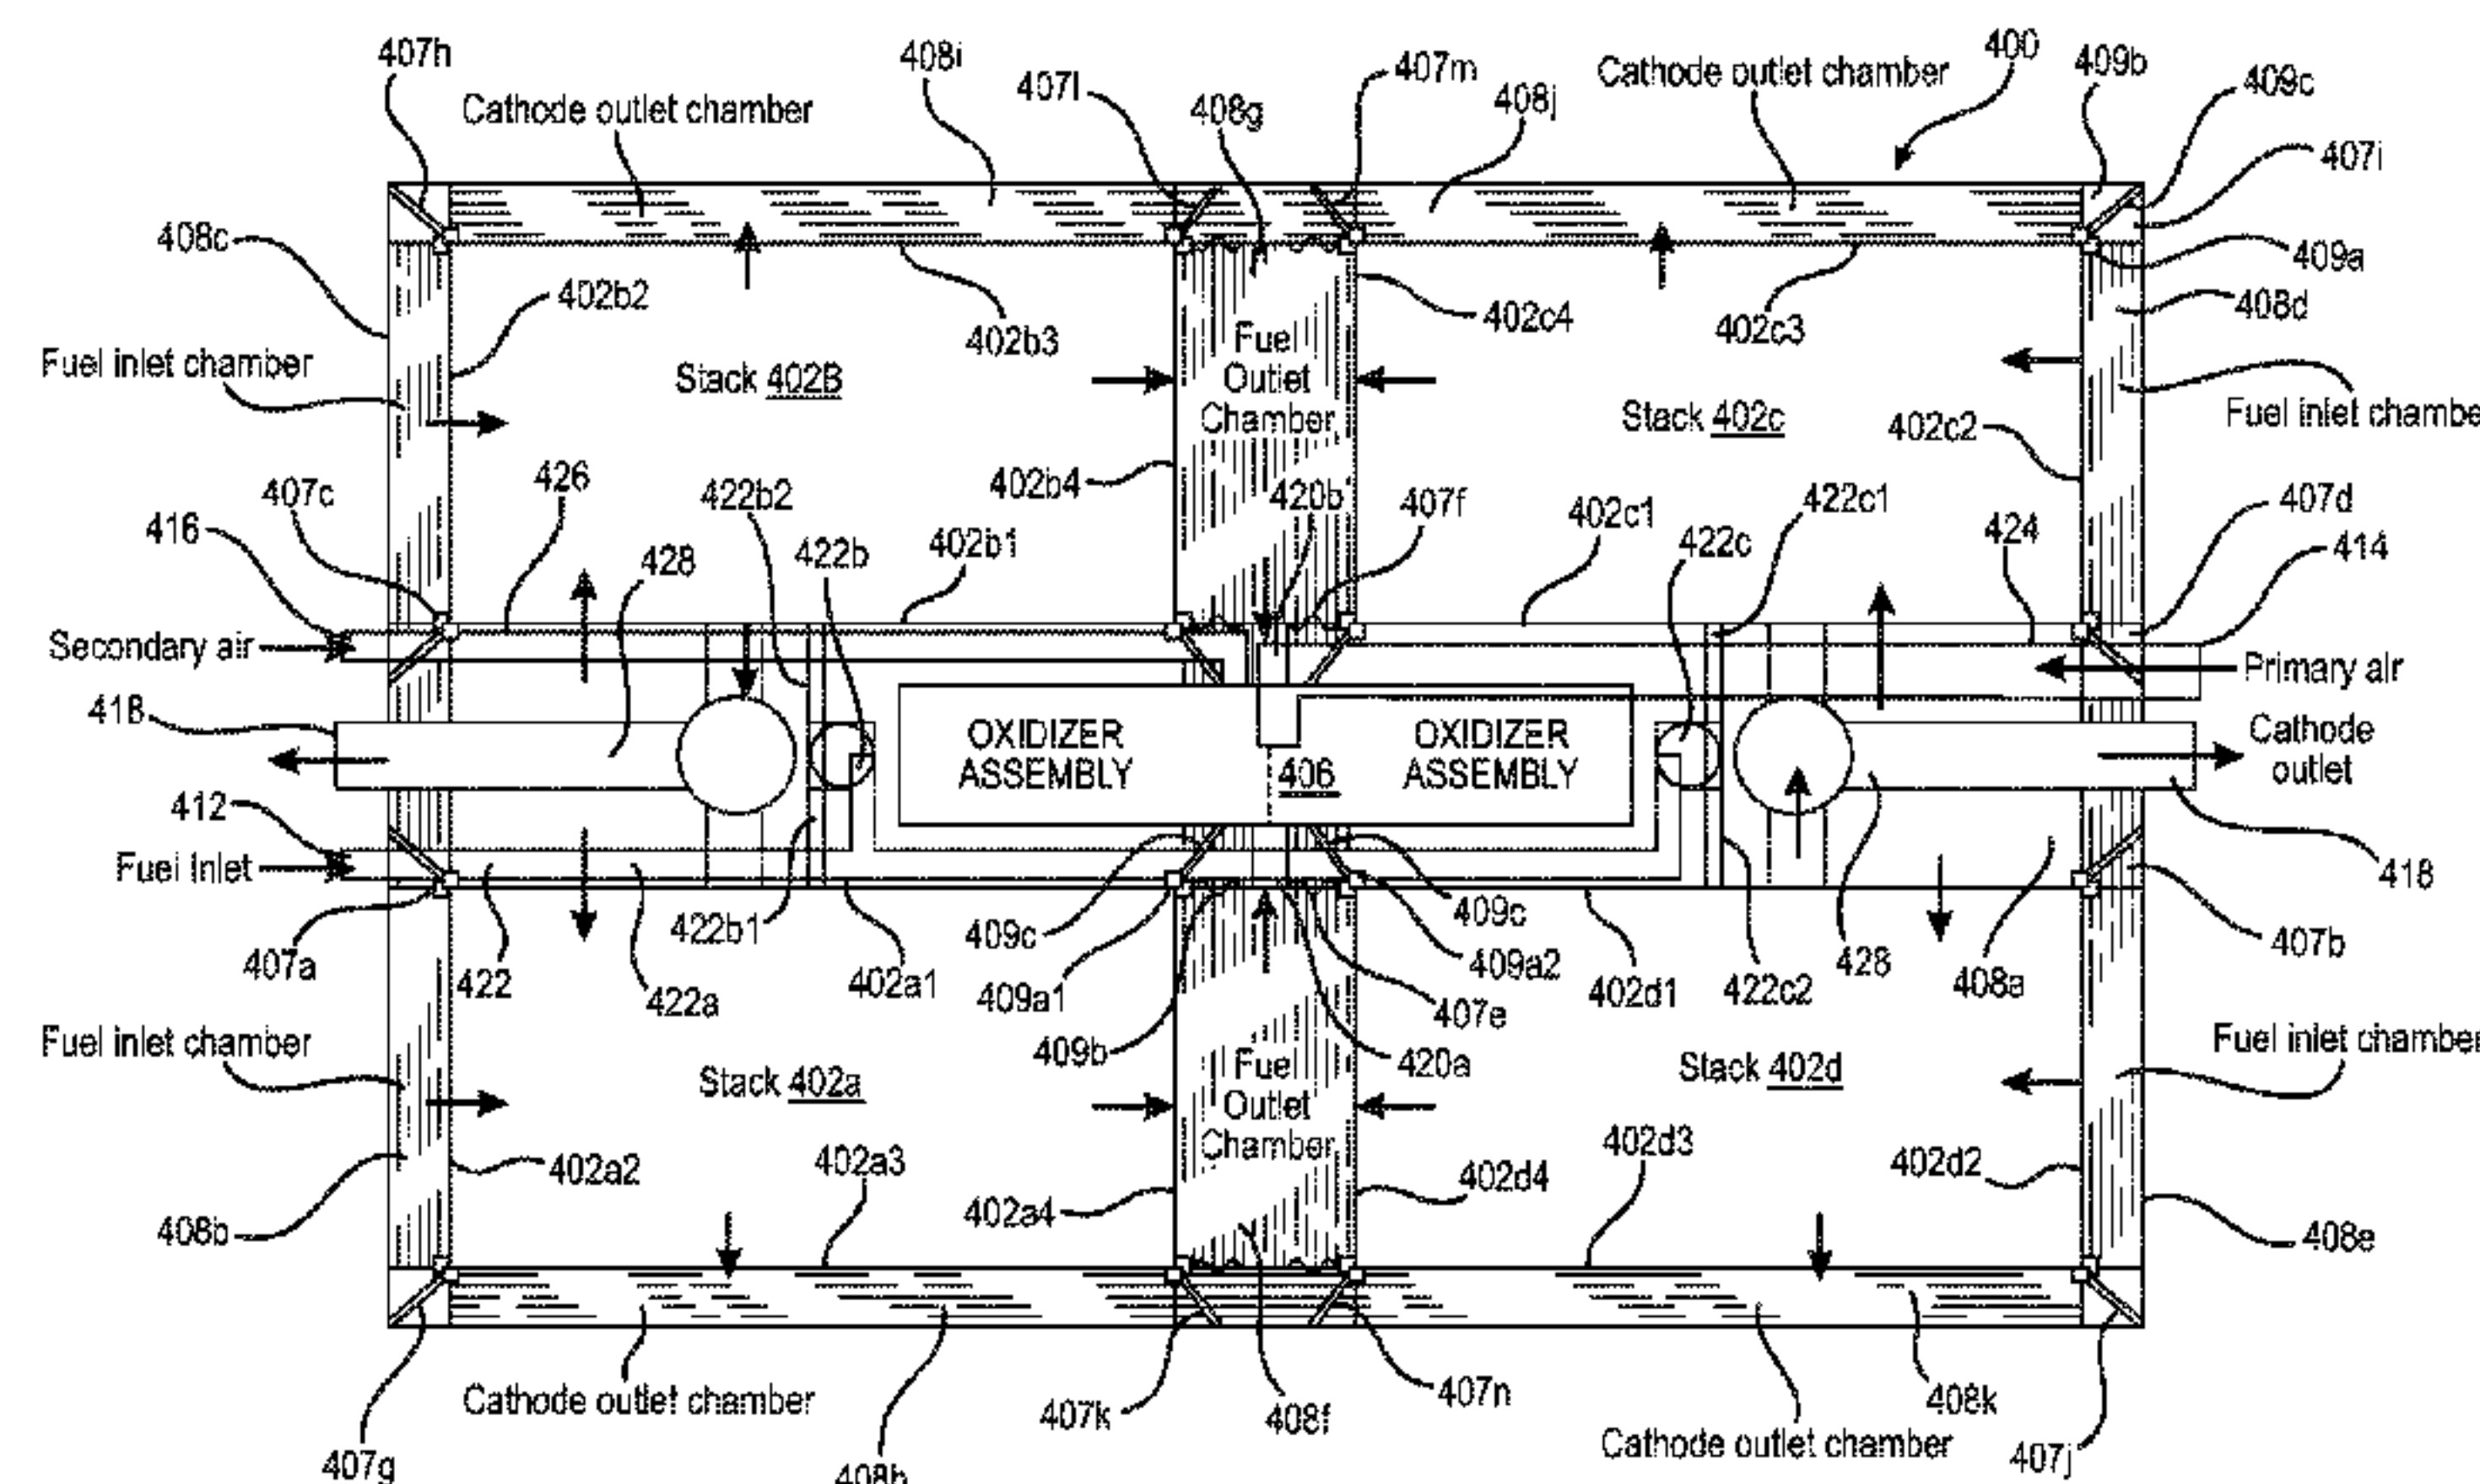 407h
408i
407l
407m
408g
Cathode outlet chamber
400
409b
409c
Cathode outlet chamber
408j
407i
408c
402b2
409a
408d
402b3
402c4
402c3
Fuel inlet chamber
Stack 402B
Fuel
Outlet
Chamber
Stack 402c
402c2
Fuel inlet chambe
407c
426
422b2
402b4
420b
407f
402c1
422c1
407d
416
428
422b
402b1
422c
424
414
Secondary air
Primary air
418
OXIDIZER
ASSEMBLY
406
OXIDIZER
ASSEMBLY
Cathode
outlet
412
Fuel Inlet
418
407a
422
422a
422b1
402a1
409c
409a1
409b
409c
409a2
407e
420a
402d1
422c2
428
408a
407b
Fuel inlet chamber
Stack 402a
Fuel
Outlet
Chamber
Stack 402d
Fuel inlet chamber
408b
402a2
402a3
402a4
402d4
402d3
402d2
408e
Cathode outlet chamber
407k
408f
407n
408k
Cathode outlet chamber
407g
408h
407j